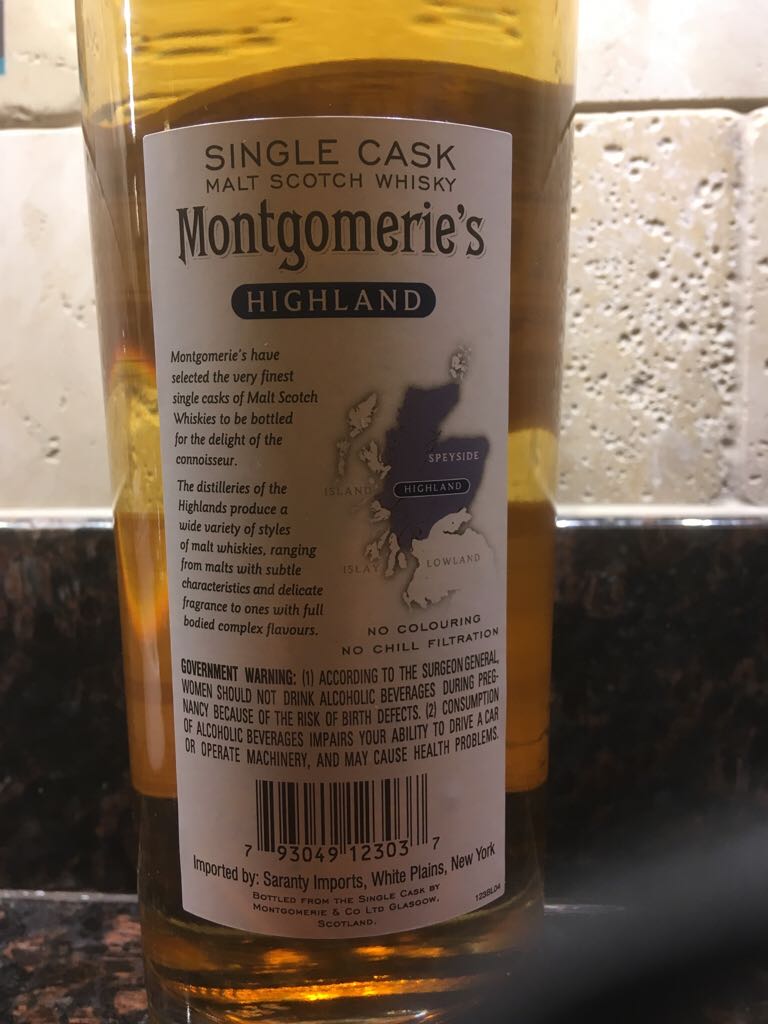 SINGLE CASK
MALT SCOTCH WHISKY
Montgomerie's
HIGHLAND
Montgomerie's have
selected the very finest
single casks of Malt Scotch
Whiskies to be bottled
for the delight of the
connoisseur.
The distilleries of the
Highlands produce a
wide variety of styles
of malt whiskies, ranging
from malts with subtle
characteristics and delicate
fragrance to ones with full
bodied complex flavours.
SPEYSIDE
ISLAND
HIGHLAND
ISLAY
LOWLAND
NO COLOURING
NO CHILL FILTRATION
GOVERNMENT WARNING: (1) ACCORDING TO THE SURGEON GENERAL,
WOMEN SHOULD NOT DRINK ALCOHOLIC BEVERAGES DURING PREG-
NANCY BECAUSE OF THE RISK OF BIRTH DEFECTS. (2) CONSUMPTION
OF ALCOHOLIC BEVERAGES IMPAIRS YOUR ABILITY TO DRIVE A CAR
OR OPERATE MACHINERY, AND MAY CAUSE HEALTH PROBLEMS.
7 93049 12303 7
Imported by: Saranty Imports, White Plains, New York
BOTTLED FROM THE SINGLE CASK BY
MONTGOMERIE & CO LTD GLASGOW,
SCOTLAND.
123BL04